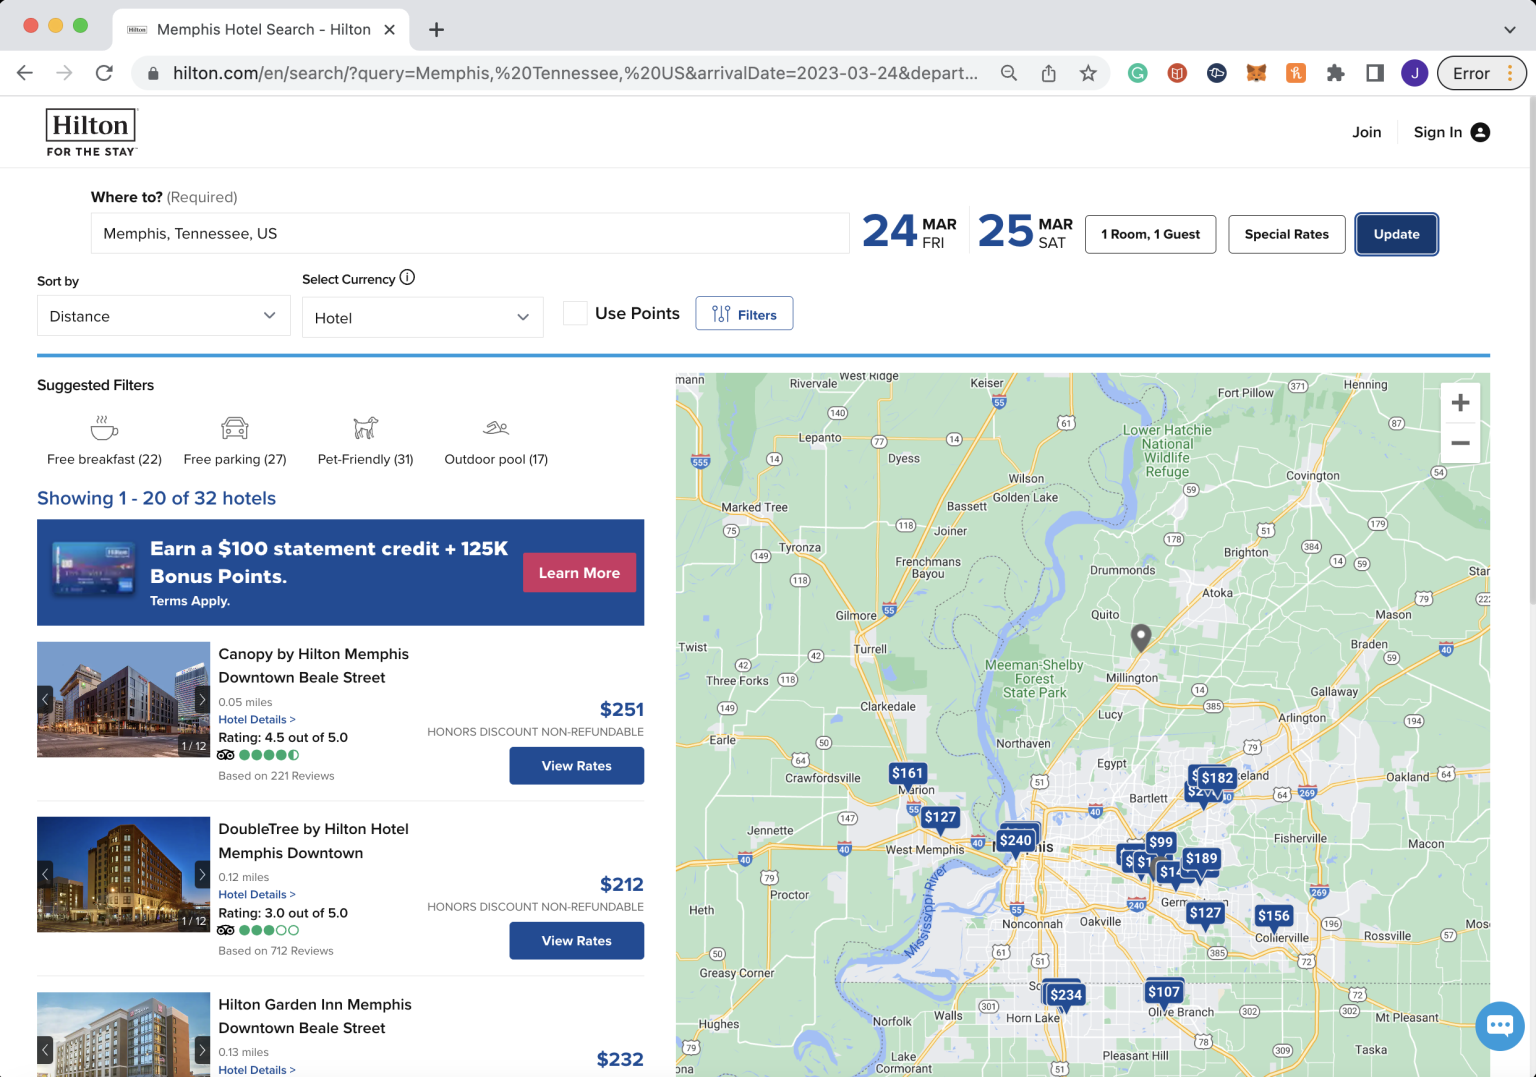 Memphis Hotel Search - Hilton
hilton.com/en/search/?query=Memphis,%20Tennessee,%20US&arrivalDate=2023-03-24&depart...
J
Error
Hilton
FOR THE STAY
Join
Sign In
Where to? (Required)
Memphis, Tennessee, US
24 MAR FRI
25 MAR SAT
1 Room, 1 Guest
Special Rates
Update
Sort by
Select Currency
Distance
Hotel
Use Points
Filters
Suggested Filters
Free breakfast (22)
Free parking (27)
Pet-Friendly (31)
Outdoor pool (17)
Showing 1 - 20 of 32 hotels
Earn a $100 statement credit + 125K
Bonus Points.
Terms Apply.
Learn More
Canopy by Hilton Memphis
Downtown Beale Street
0.05 miles
Hotel Details >
Rating: 4.5 out of 5.0
Based on 221 Reviews
1 / 12
$251
HONORS DISCOUNT NON-REFUNDABLE
View Rates
DoubleTree by Hilton Hotel
Memphis Downtown
0.12 miles
Hotel Details >
Rating: 3.0 out of 5.0
Based on 712 Reviews
1 / 12
$212
HONORS DISCOUNT NON-REFUNDABLE
View Rates
Hilton Garden Inn Memphis
Downtown Beale Street
0.13 miles
Hotel Details >
$232
mann
Rivervale
West Ridge
Keiser
Fort Pillow
Henning
Lepanto
Dyess
Lower Hatchie
National
Wildlife
Refuge
Covington
Wilson
Golden Lake
Bassett
Marked Tree
Joiner
Tyronza
Frenchmans
Bayou
Brighton
Drummonds
Atoka
Gilmore
Quito
Mason
Twist
Turrell
Braden
Three Forks
Meeman-Shelby
Forest
State Park
Millington
Gallaway
Clarkedale
Lucy
Arlington
Earle
Northaven
Crawfordsville
Egypt
$161
Marion
$182
keland
Oakland
Bartlett
$127
Jennette
West Memphis
$240
$99
$189
Fisherville
Macon
Proctor
Mississippi River
Heth
$127
$156
Nonconnah
Oakville
Collierville
Rossville
Greasy Corner
$234
$107
Horn Lake
Olive Branch
Walls
Norfolk
Hughes
Mt Pleasant
Lake
Cormorant
Pleasant Hill
Taska